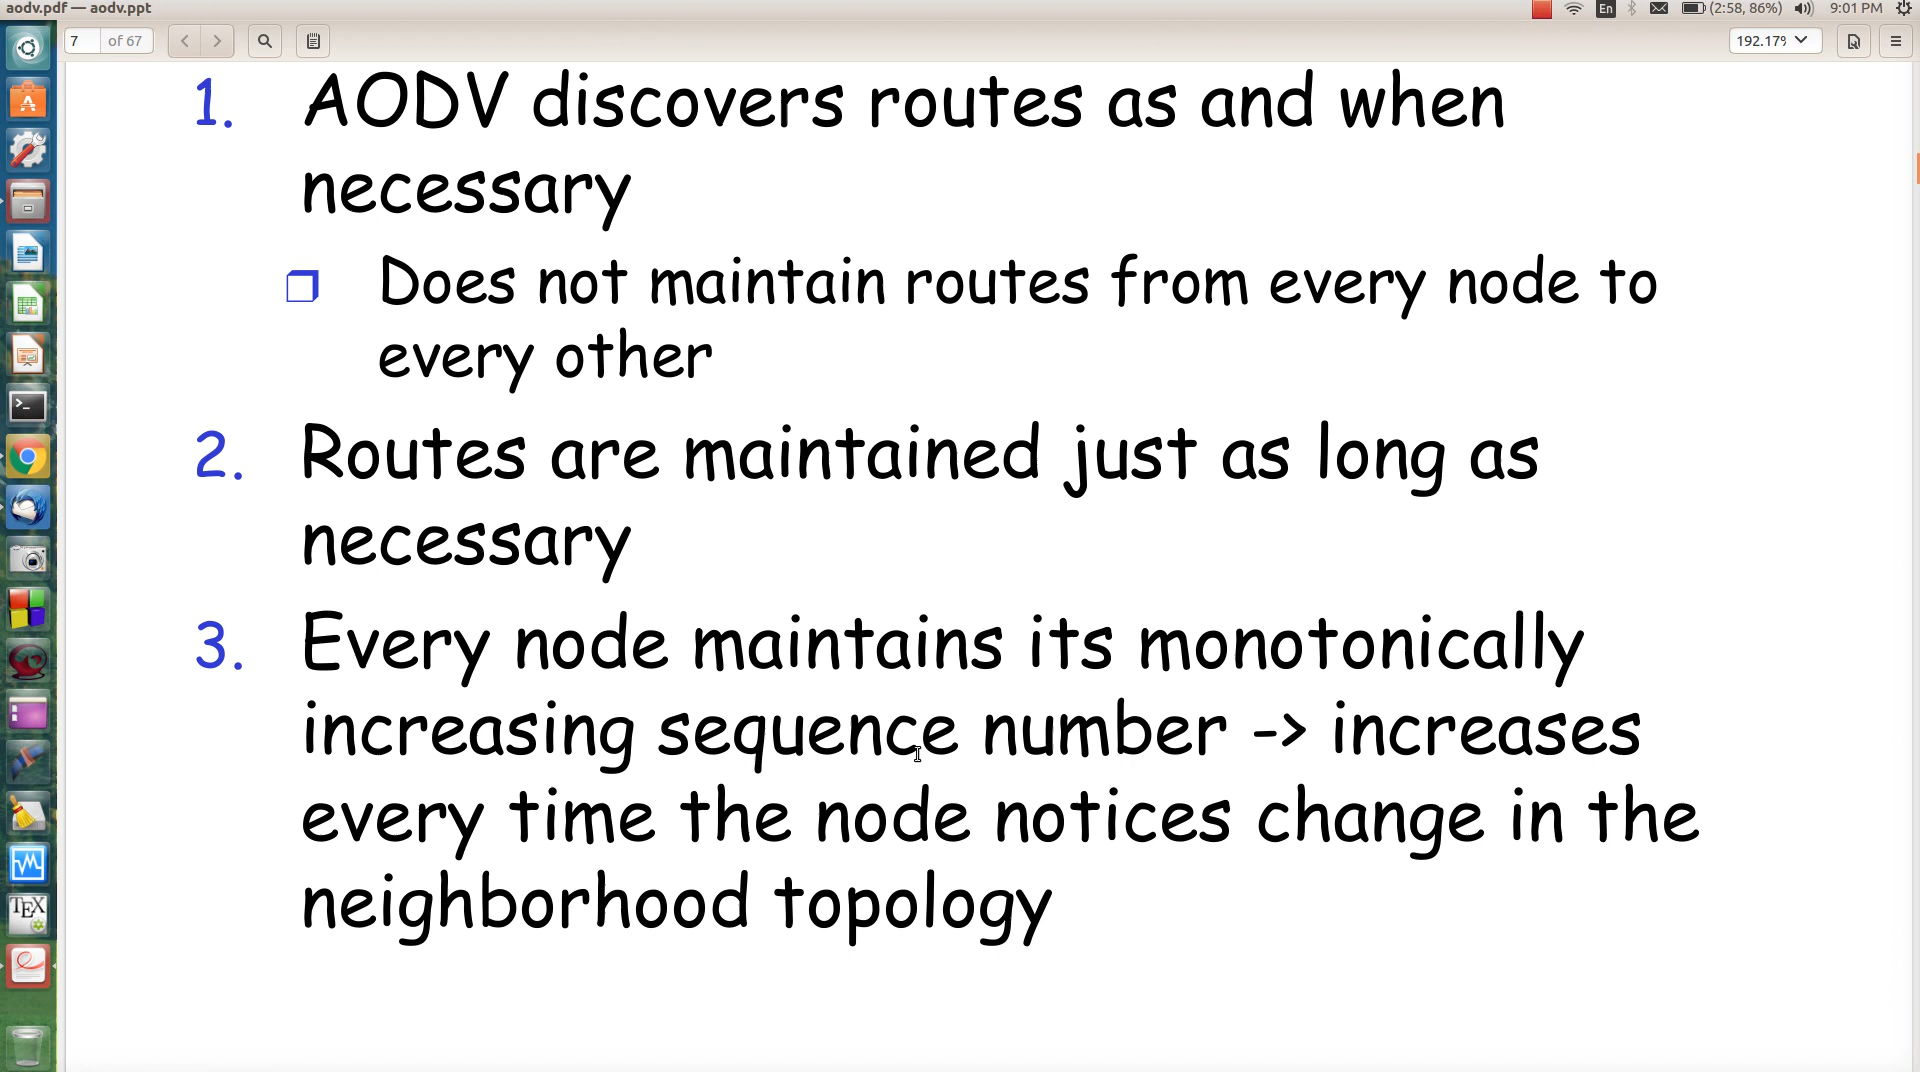 aodv.pdf — aodv.ppt
En
(2:58, 86%)
9:01 PM
7 of 67
192.17%
1. AODV discovers routes as and when
necessary
Does not maintain routes from every node to
every other
2. Routes are maintained just as long as
necessary
3. Every node maintains its monotonically
increasing sequence number -> increases
every time the node notices change in the
neighborhood topology
TEX